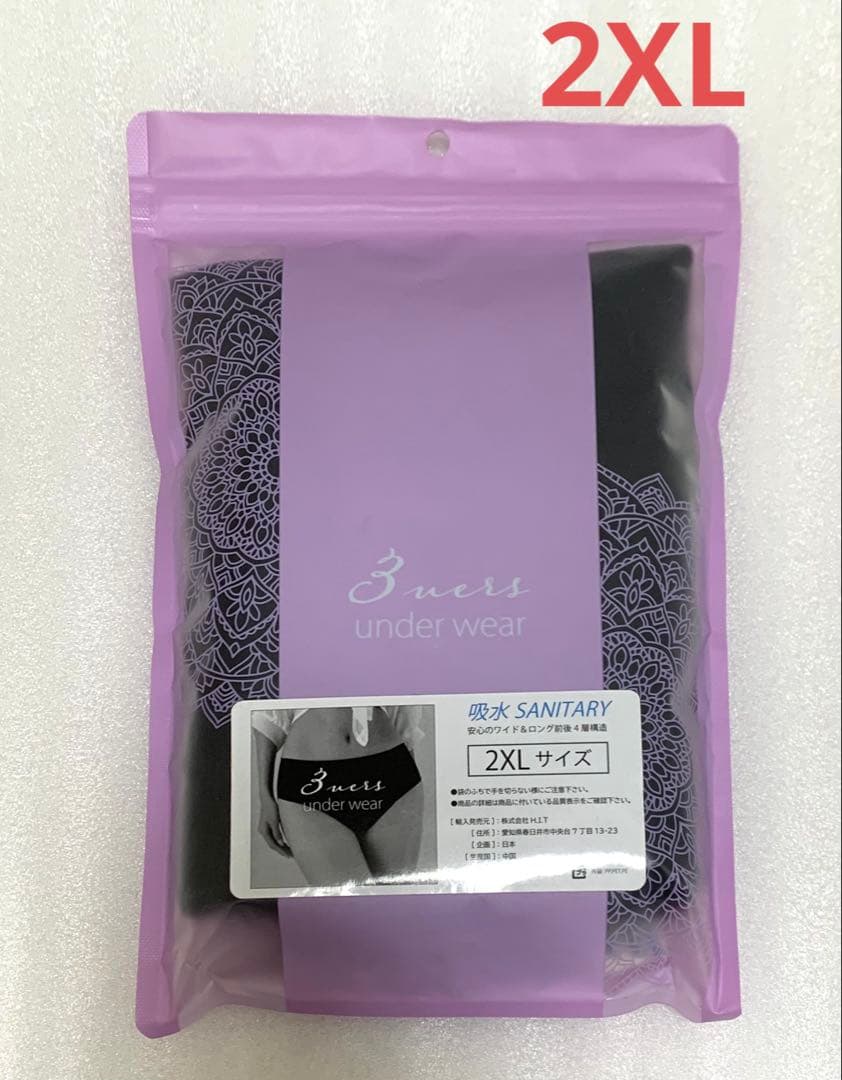 2XL
3vers
under wear
3vers
under wear
吸水 SANITARY
安心のワイド＆ロング前後4層構造
2XL サイズ
●袋のふちで手を切らない様にご注意下さい。
●商品の詳細は商品に付いている品質表示をご確認下さい。
[ 輸入発売元 ]：株式会社 H.I.T
[ 住所 ]：愛知県春日井市中央台７丁目13-23
[ 企画 ]：日本
[ 生産国 ]：中国